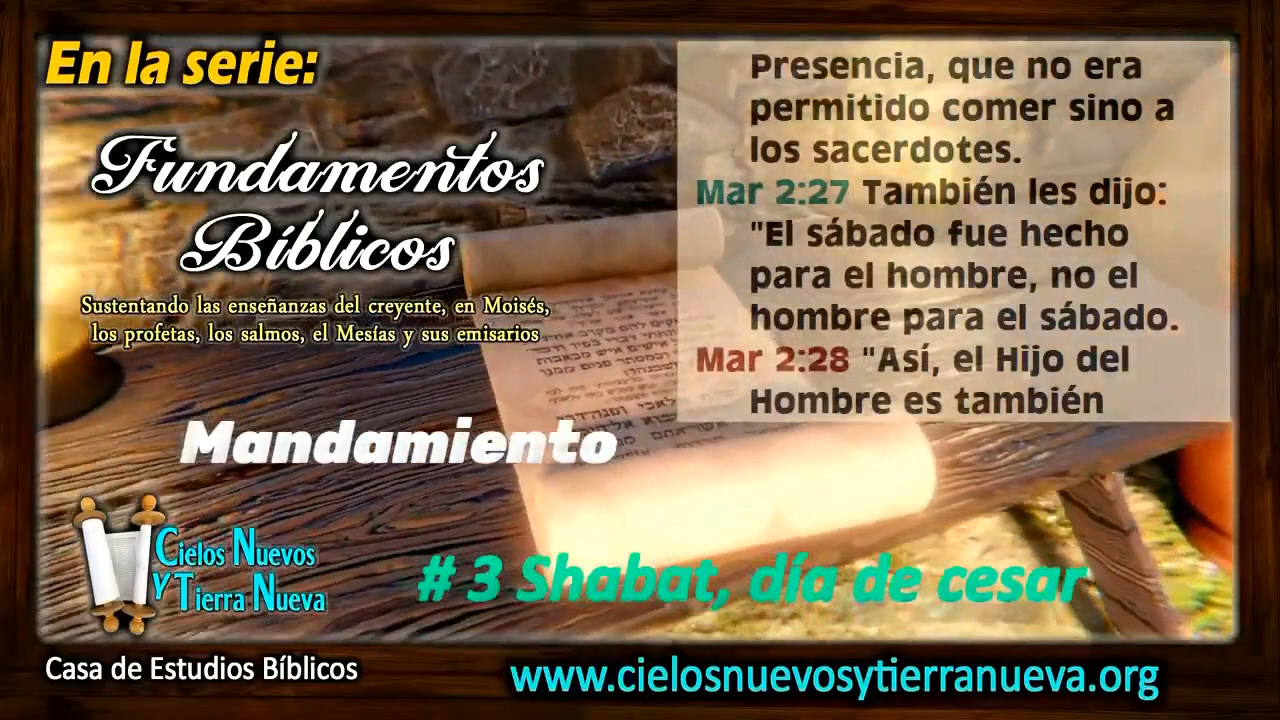 En la serie:
Fundamentos
Bíblicos
Sustentando las enseñanzas del creyente, en Moisés,
los profetas, los salmos, el Mesías y sus emisarios
Presencia, que no era
permitido comer sino a
los sacerdotes.
Mar 2:27 También les dijo:
"El sábado fue hecho
para el hombre, no el
hombre para el sábado.
Mar 2:28 "Así, el Hijo del
Hombre es también
Mandamiento
# 3 Shabat, día de cesar
Cielos Nuevos
Y Tierra Nueva
Casa de Estudios Bíblicos
www.cielosnuevosytierranueva.org